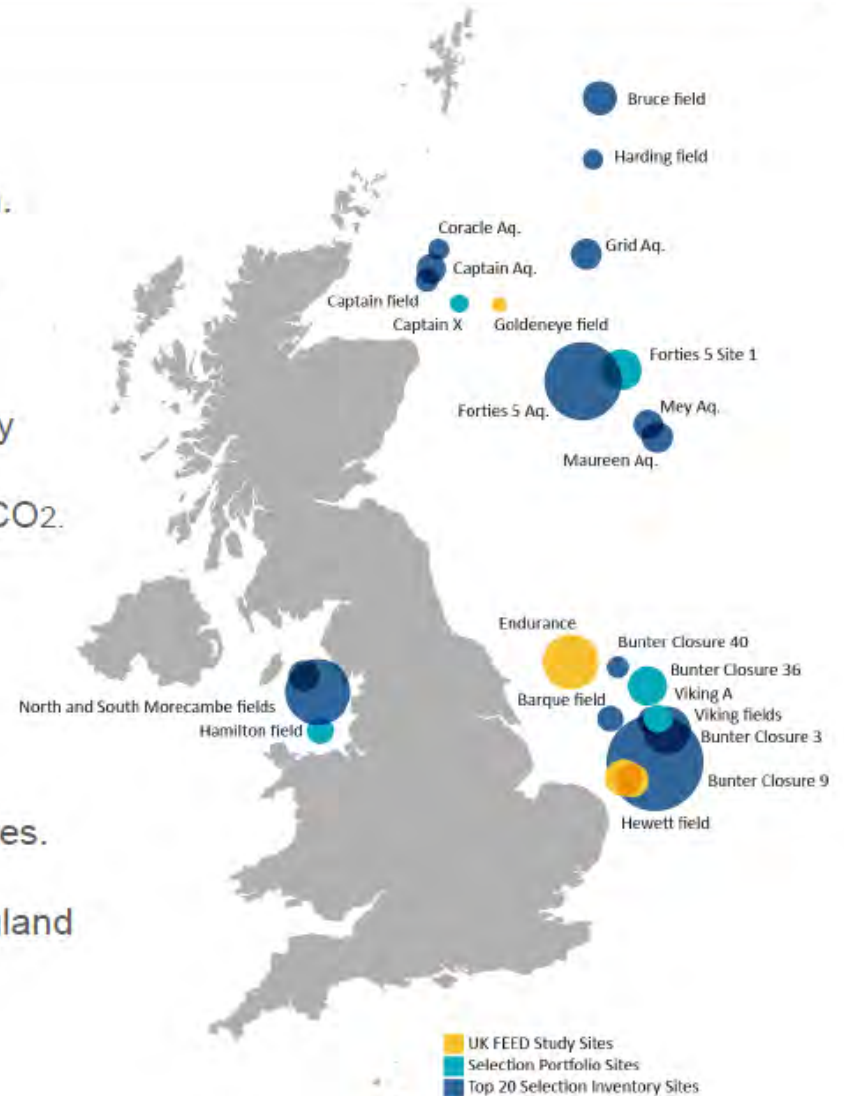 .
y
CO2.
es.
gland
Bruce field
Harding field
Coracle Aq.
Grid Aq.
Captain Aq.
Captain field
Captain X
Goldeneye field
Forties 5 Site 1
Forties 5 Aq.
Mey Aq.
Maureen Aq.
Endurance
Bunter Closure 40
Bunter Closure 36
Viking A
Barque field
Viking fields
Bunter Closure 3
North and South Morecambe fields
Hamilton field
Bunter Closure 9
Hewett field
UK FEED Study Sites
Selection Portfolio Sites
Top 20 Selection Inventory Sites